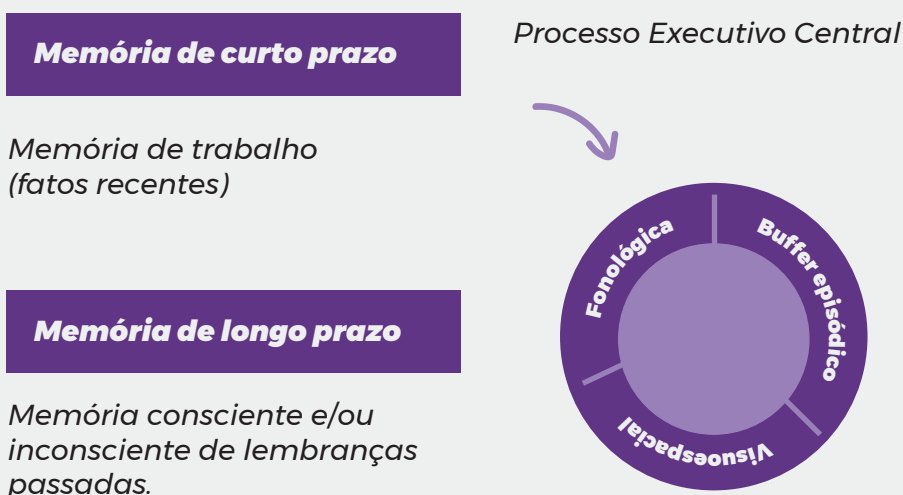 Memória de curto prazo
Memória de trabalho
(fatos recentes)
Memória de longo prazo
Memória consciente e/ou
inconsciente de lembranças
passadas.
Processo Executivo Central
Fonológica
Buffer episódico
Visuoespacial